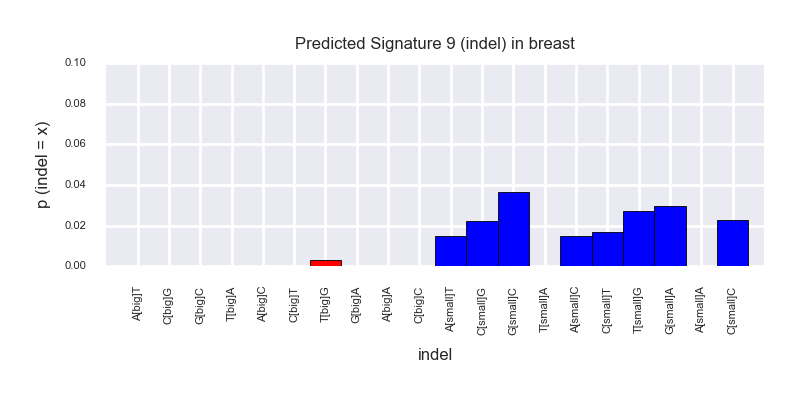 Predicted Signature 9 (indel) in breast
p (indel = x)
0.10
0.08
0.06
0.04
0.02
0.00
A[big]T
C[big]G
G[big]C
T[big]A
A[big]C
C[big]T
T[big]G
G[big]A
A[big]A
C[big]C
A[small]T
C[small]G
G[small]C
T[small]A
A[small]C
C[small]T
T[small]G
G[small]A
A[small]A
C[small]C
indel